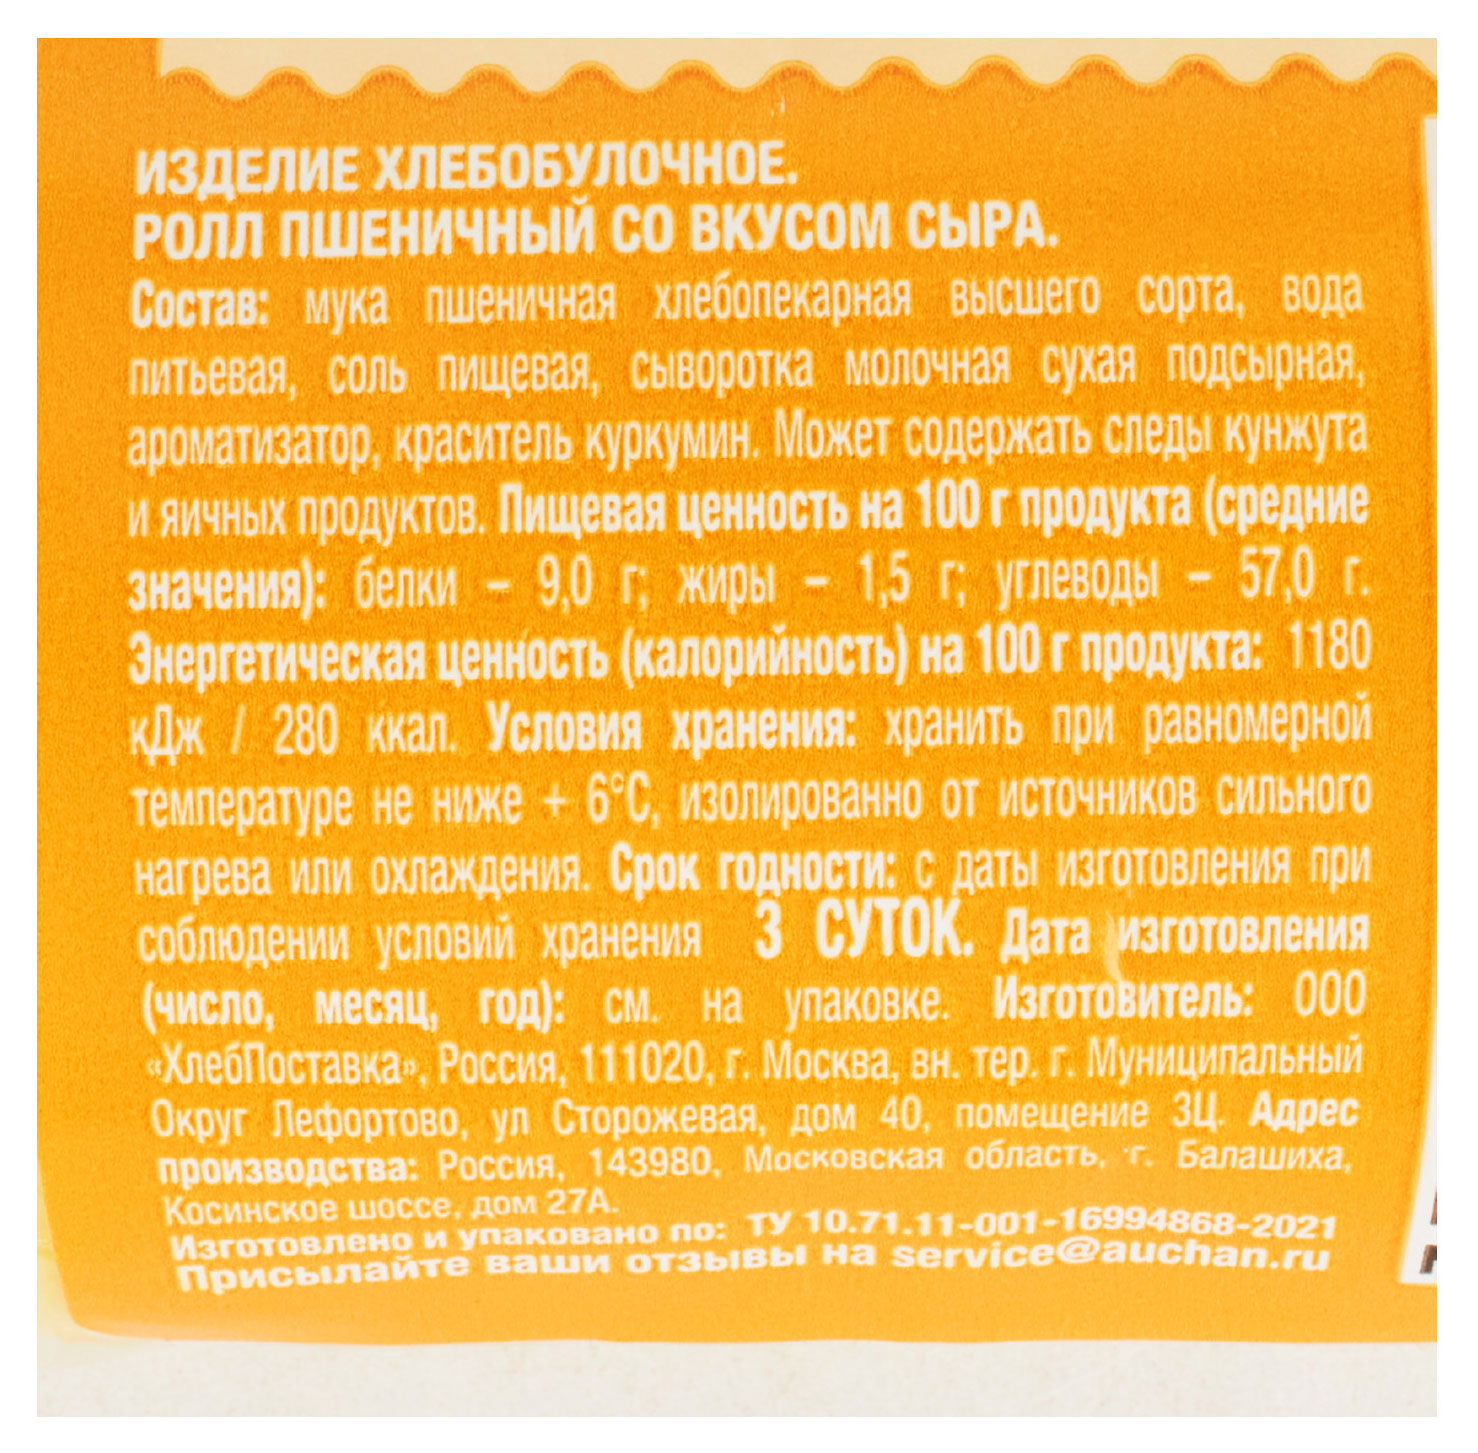 ИЗДЕЛИЕ ХЛЕБОБУЛОЧНОЕ.
РОЛЛ ПШЕНИЧНЫЙ СО ВКУСОМ СЫРА.
Состав: мука пшеничная хлебопекарная высшего сорта, вода
питьевая, соль пищевая, сыворотка молочная сухая подсырная,
ароматизатор, краситель куркумин. Может содержать следы кунжута
и яичных продуктов. Пищевая ценность на 100 г продукта (средние
значения): белки – 9,0 г; жиры – 1,5 г; углеводы – 57,0 г.
Энергетическая ценность (калорийность) на 100 г продукта: 1180
кДж / 280 ккал. Условия хранения: хранить при равномерной
температуре не ниже + 6°С, изолированно от источников сильного
нагрева или охлаждения. Срок годности: с даты изготовления при
соблюдении условий хранения 3 СУТОК. Дата изготовления
(число, месяц, год): см. на упаковке. Изготовитель: ООО
«ХлебПоставка», Россия, 111020, г. Москва, вн. тер. г. Муниципальный
Округ Лефортово, ул Сторожевая, дом 40, помещение 3Ц. Адрес
производства: Россия, 143980, Московская область, г. Балашиха,
Косинское шоссе, дом 27А.
Изготовлено и упаковано по: ТУ 10.71.11-001-16994868-2021
Присылайте ваши отзывы на service@auchan.ru